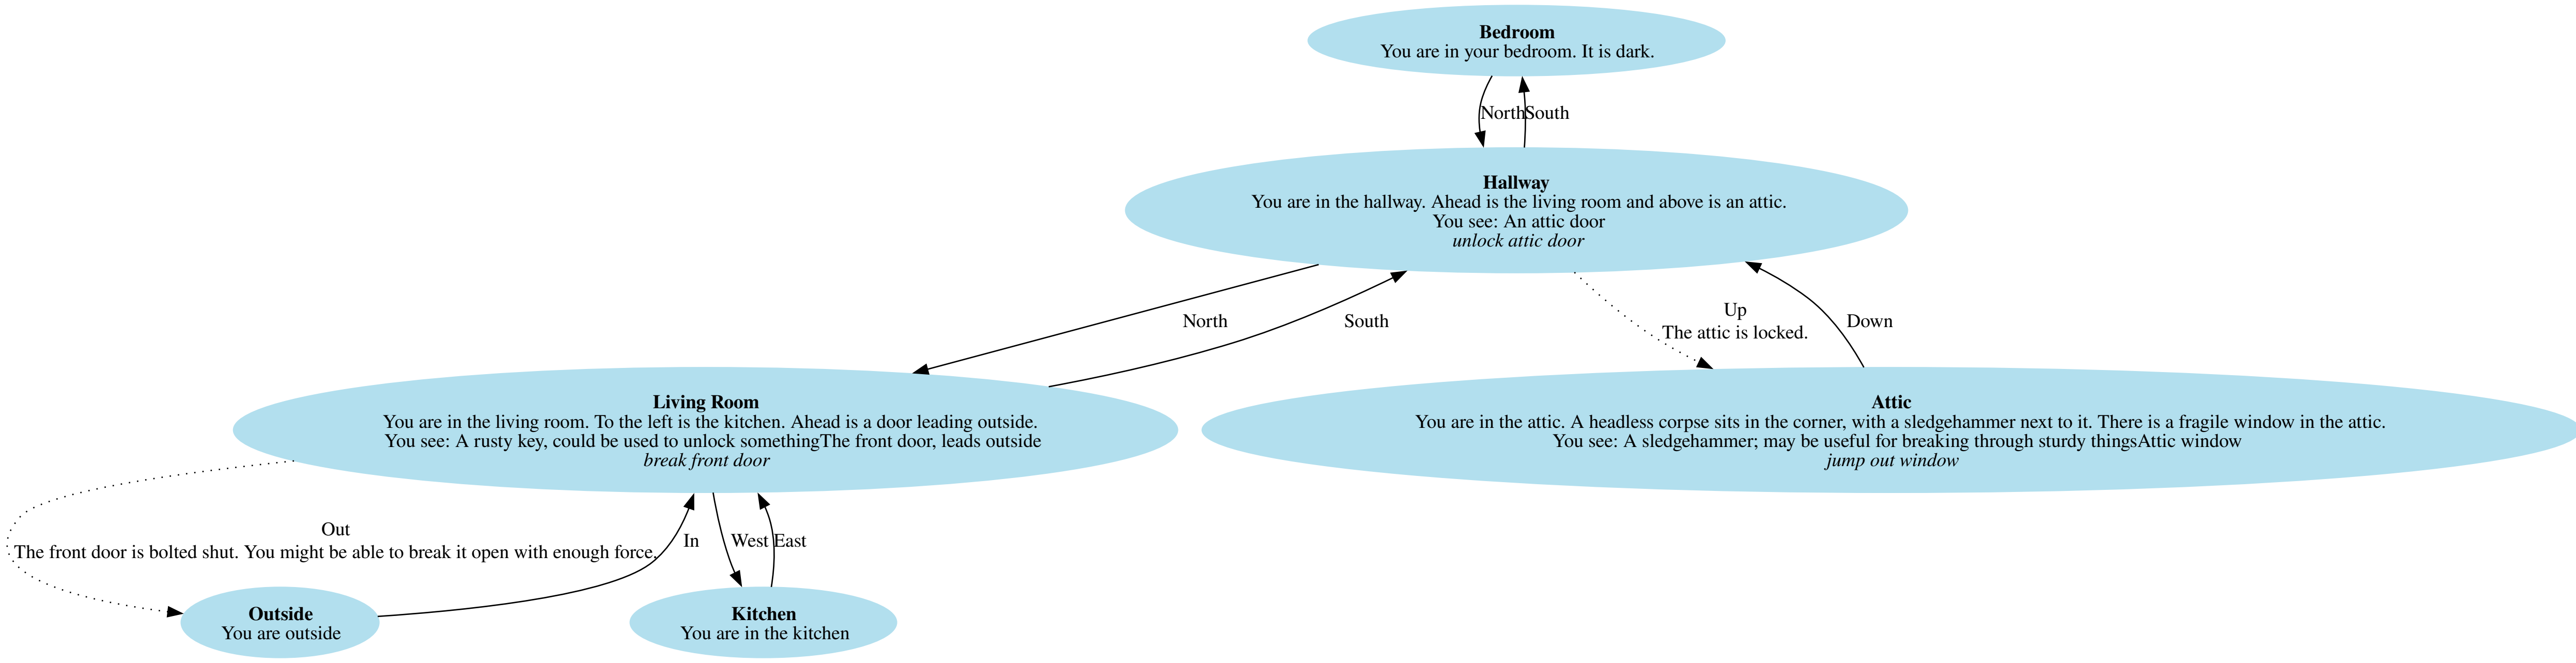 Bedroom
You are in your bedroom. It is dark.
North
South
Hallway
You are in the hallway. Ahead is the living room and above is an attic.
You see: An attic door
unlock attic door
North
South
Up
The attic is locked.
Down
Living Room
You are in the living room. To the left is the kitchen. Ahead is a door leading outside.
You see: A rusty key, could be used to unlock somethingThe front door, leads outside
break front door
Attic
You are in the attic. A headless corpse sits in the corner, with a sledgehammer next to it. There is a fragile window in the attic.
You see: A sledgehammer; may be useful for breaking through sturdy thingsAttic window
jump out window
Out
The front door is bolted shut. You might be able to break it open with enough force.
In
West
East
Outside
You are outside
Kitchen
You are in the kitchen